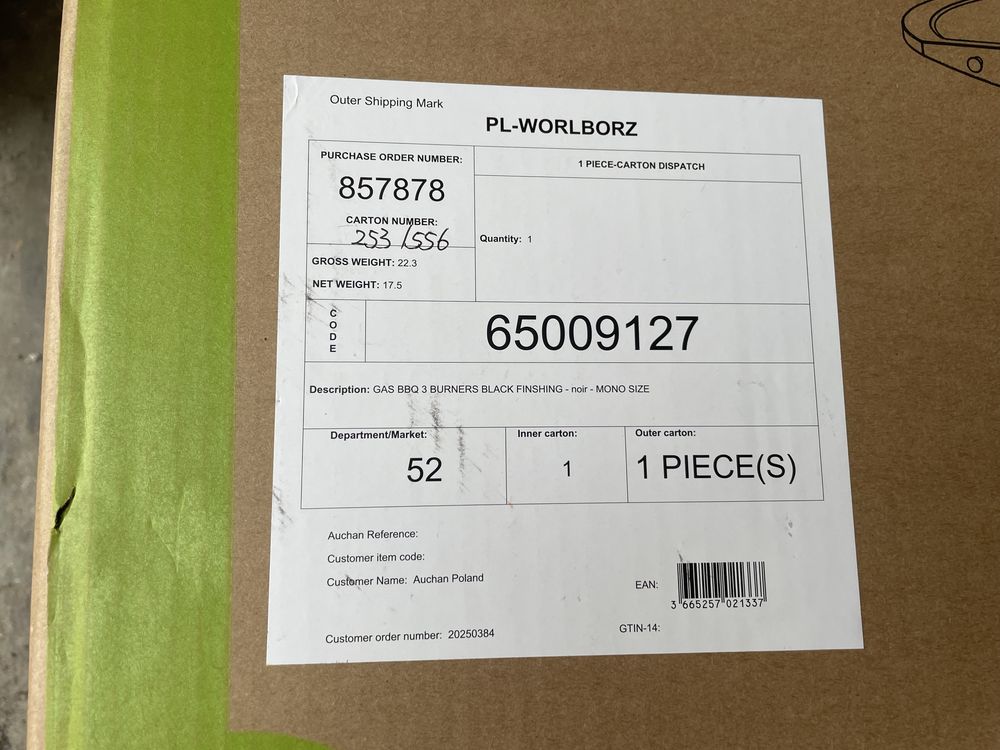 Outer Shipping Mark
PL-WORLBORZ
PURCHASE ORDER NUMBER:
857878
CARTON NUMBER:
253/556
GROSS WEIGHT: 22.3
NET WEIGHT: 17.5
1 PIECE-CARTON DISPATCH
Quantity: 1
CODE
65009127
Description: GAS BBQ 3 BURNERS BLACK FINSHING - noir - MONO SIZE
Department/Market:
52
Inner carton:
1
Outer carton:
1 PIECE(S)
Auchan Reference:
Customer item code:
Customer Name: Auchan Poland
Customer order number: 20250384
EAN:
3 665257 021337
GTIN-14: